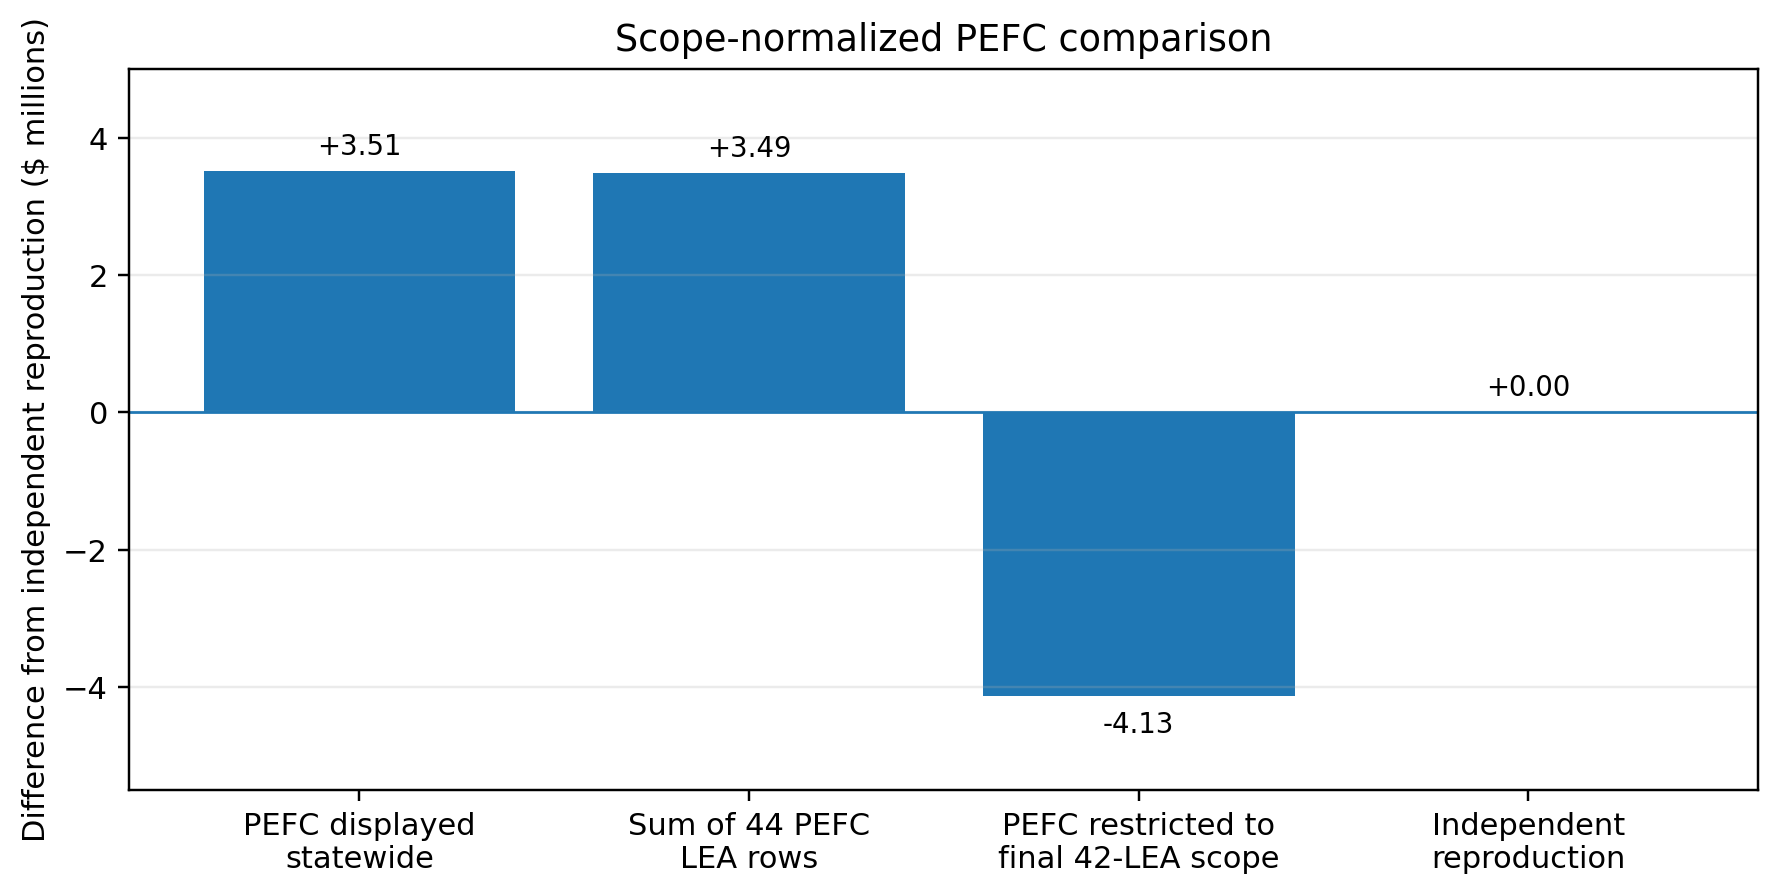 Scope-normalized PEFC comparison
Difference from independent reproduction ($ millions)
4
2
0
−2
−4
+3.51
+3.49
-4.13
+0.00
PEFC displayed
statewide
Sum of 44 PEFC
LEA rows
PEFC restricted to
final 42-LEA scope
Independent
reproduction